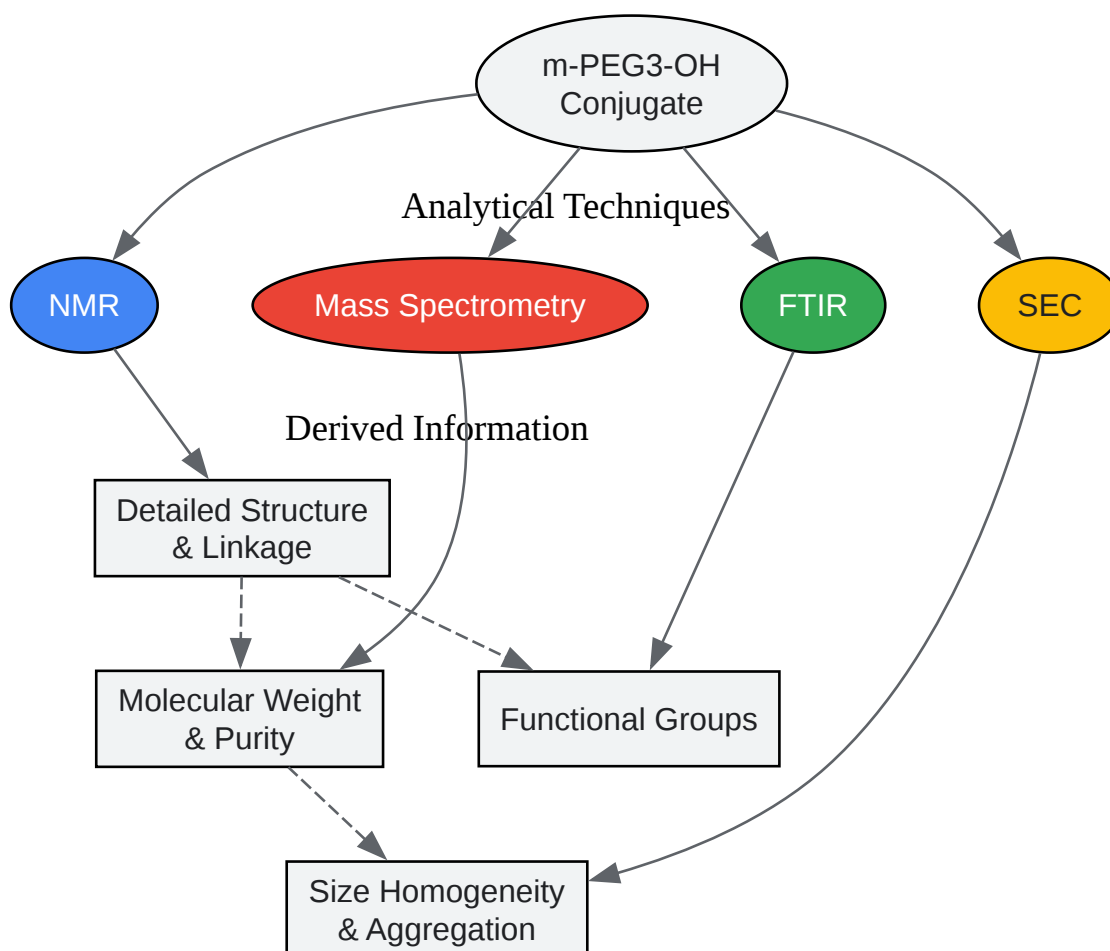 m-PEG3-OH
Conjugate
Analytical Techniques
NMR
Mass Spectrometry
FTIR
SEC
Derived Information
Detailed Structure
& Linkage
Molecular Weight
& Purity
Functional Groups
Size Homogeneity
& Aggregation